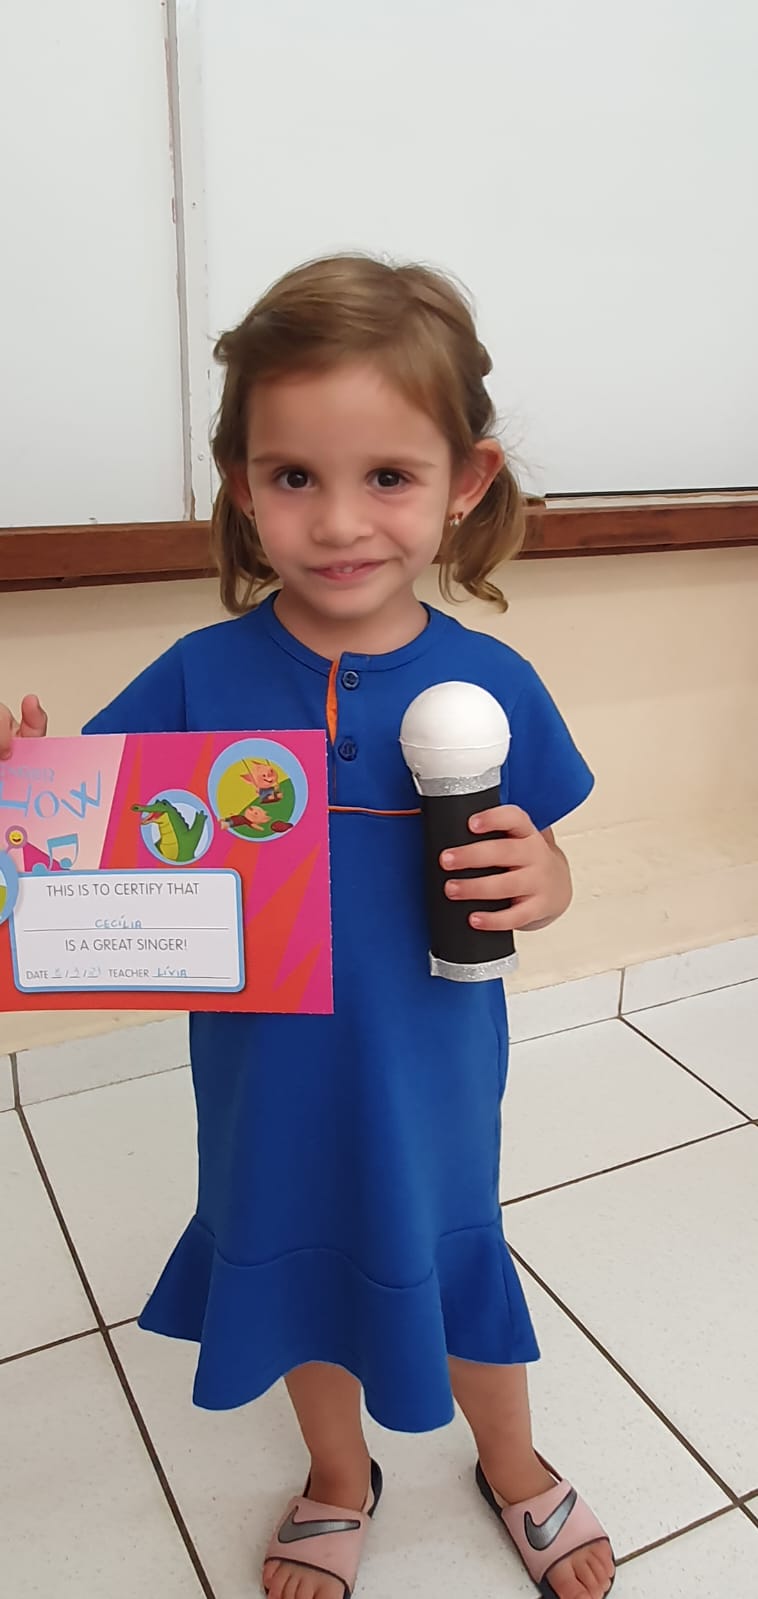 THIS IS TO CERTIFY THAT
CECÍLIA
IS A GREAT SINGER!
DATE TEACHER LÍVIA